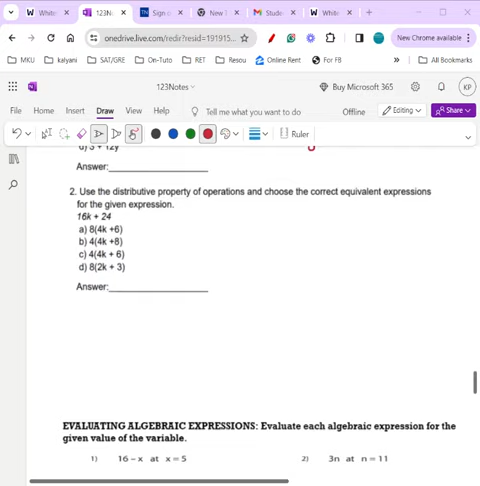 White
123N
Sign o
New T
Stude
White
onedrive.live.com/redir?resid=191915...
New Chrome available
MKU
kalyani
SAT/GRE
On-Tuto
RET
Resou
Online Rent
For FB
»
All Bookmarks
123Notes
Buy Microsoft 365
KP
File Home Insert Draw View Help
Tell me what you want to do
Offline
Editing
Share
Ruler
d) 3 + 12y
Answer:
2. Use the distributive property of operations and choose the correct equivalent expressions
for the given expression.
16k + 24
a) 8(4k +6)
b) 4(4k +8)
c) 4(4k + 6)
d) 8(2k + 3)
Answer:
EVALUATING ALGEBRAIC EXPRESSIONS: Evaluate each algebraic expression for the
given value of the variable.
1) 16 – x at x = 5
2) 3n at n = 11